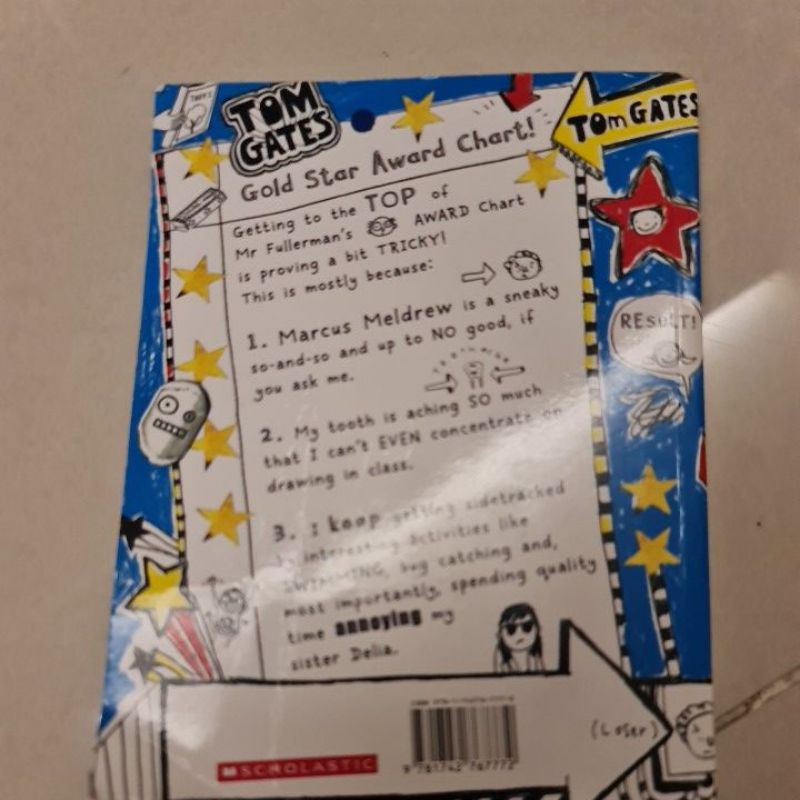 TOM
GATES
TOM GATES
Gold Star Award Chart!
Getting to the TOP of
Mr Fullerman's AWARD Chart
is proving a bit TRICKY!
This is mostly because:
1. Marcus Meldrew is a sneaky
so-and-so and up to NO good, if
you ask me.
2. My tooth is aching SO much
that I can't EVEN concentrate on
drawing in class.
3. I keep getting sidetracked
by interesting activities like
SWIMMING, bug catching and,
most importantly, spending quality
time annoying my
sister Delia.
RESULT!
(Loser)
SCHOLASTIC
9 781742 767772